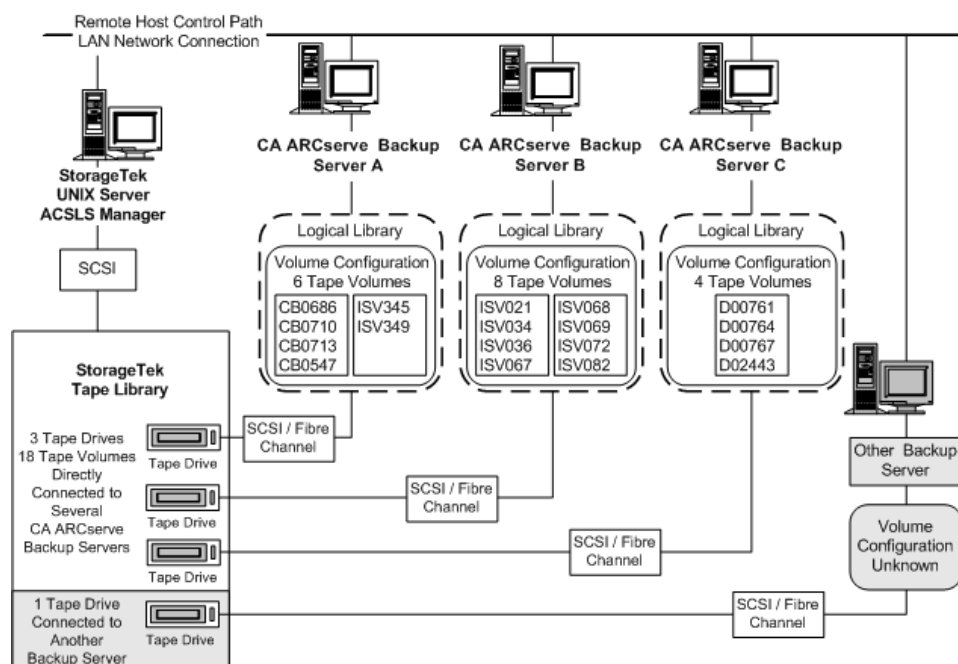 Remote Host Control Path
LAN Network Connection
StorageTek
UNIX Server
ACSLS Manager
SCSI
CA ARCserve Backup
Server A
CA ARCserve Backup
Server B
CA ARCserve Backup
Server C
Logical Library
Volume Configuration
6 Tape Volumes
CB0686
CB0710
CB0713
CB0547
ISV345
ISV349
Logical Library
Volume Configuration
8 Tape Volumes
ISV021
ISV034
ISV036
ISV067
ISV068
ISV069
ISV072
ISV082
Logical Library
Volume Configuration
4 Tape Volumes
D00761
D00764
D00767
D02443
StorageTek
Tape Library
3 Tape Drives
18 Tape Volumes
Directly
Connected to
Several
CA ARCserve
Backup Servers
Tape Drive
Tape Drive
Tape Drive
SCSI / Fibre
Channel
SCSI / Fibre
Channel
SCSI / Fibre
Channel
Other Backup
Server
Volume
Configuration
Unknown
1 Tape Drive
Connected to
Another
Backup Server
Tape Drive
SCSI / Fibre
Channel